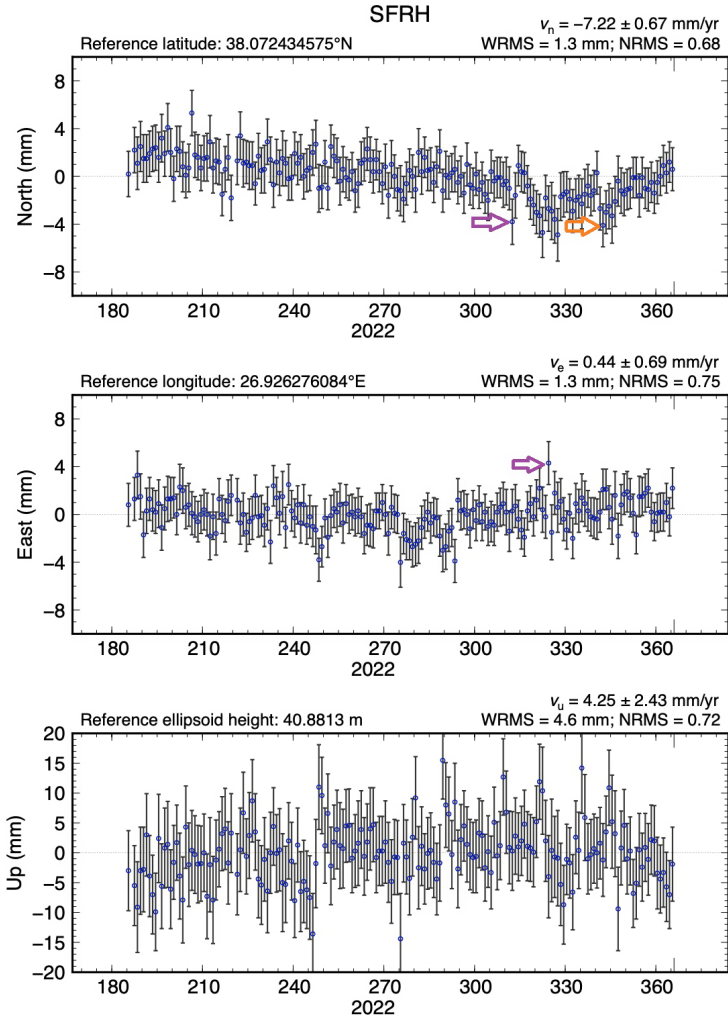 SFRH
vn = −7.22 ± 0.67 mm/yr
Reference latitude: 38.072434575°N WRMS = 1.3 mm; NRMS = 0.68
8
4
0
−4
−8
North (mm)
180 210 240 270 300 330 360
2022
ve = 0.44 ± 0.69 mm/yr
Reference longitude: 26.926276084°E WRMS = 1.3 mm; NRMS = 0.75
8
4
0
−4
−8
East (mm)
180 210 240 270 300 330 360
2022
vu = 4.25 ± 2.43 mm/yr
Reference ellipsoid height: 40.8813 m WRMS = 4.6 mm; NRMS = 0.72
20
15
10
5
0
−5
−10
−15
−20
Up (mm)
180 210 240 270 300 330 360
2022